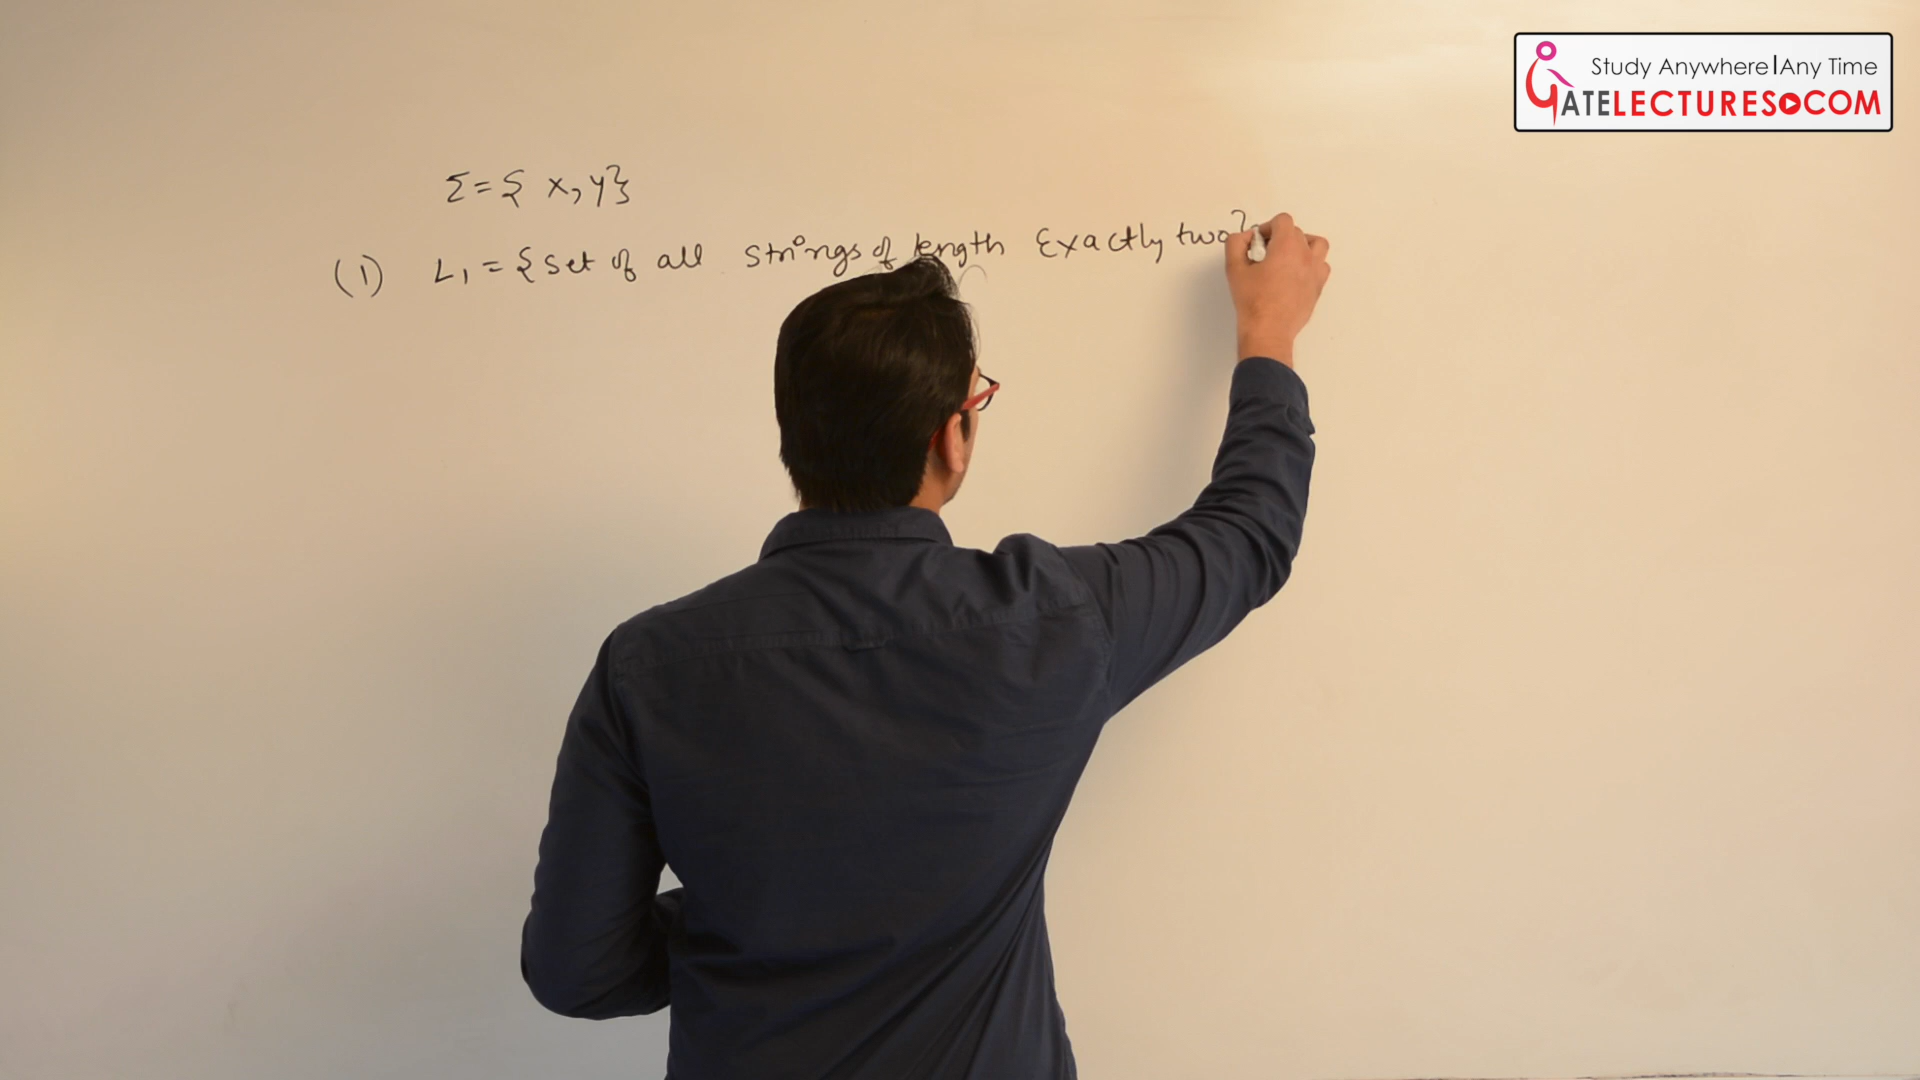 Study Anywhere|Any Time
GATELECTURES.COM
Σ = { x, y}
(1) L1 = {set of all strings of length Exactly two}